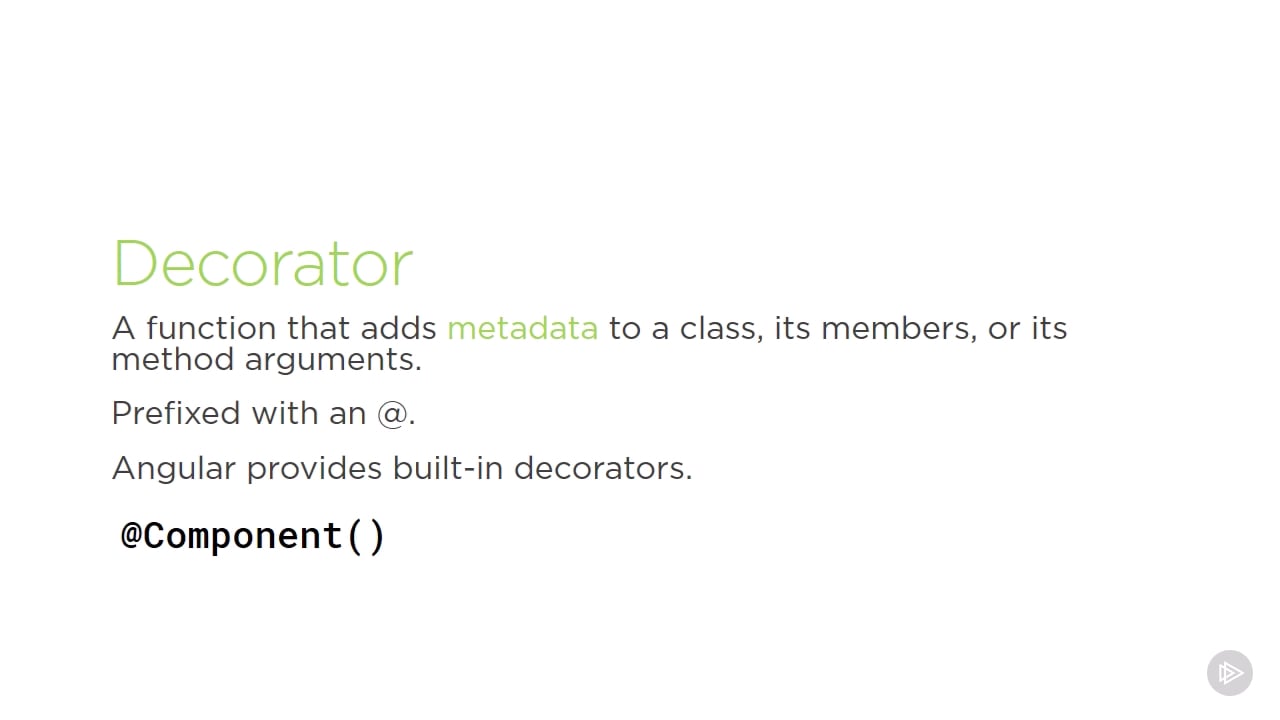 Decorator
A function that adds metadata to a class, its members, or its
method arguments.
Prefixed with an @.
Angular provides built-in decorators.
@Component()